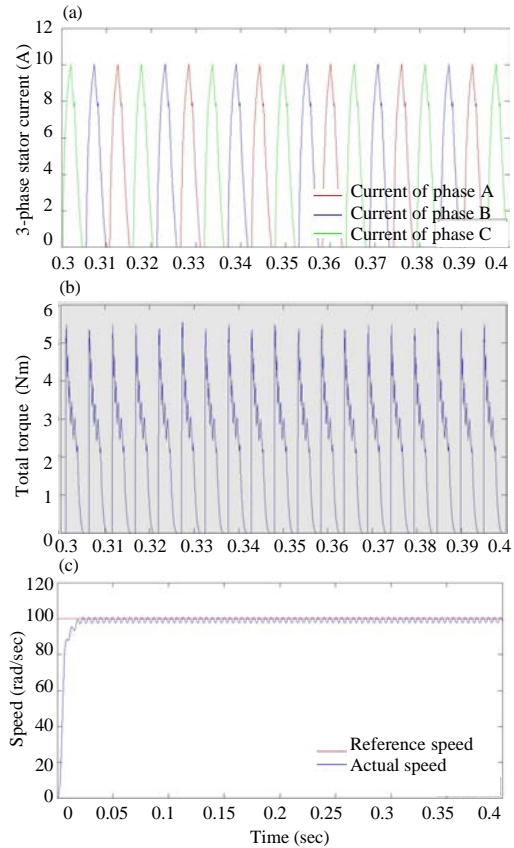 (a)
3-phase stator current (A)
12
10
8
6
4
2
0
Current of phase A
Current of phase B
Current of phase C
0.3 0.31 0.32 0.33 0.34 0.35 0.36 0.37 0.38 0.39 0.4
(b)
Total torque (Nm)
6
5
4
3
2
1
0
0.3 0.31 0.32 0.33 0.34 0.35 0.36 0.37 0.38 0.39 0.4
(c)
Speed (rad/sec)
120
100
80
60
40
20
0
Reference speed
Actual speed
0 0.05 0.1 0.15 0.2 0.25 0.3 0.35 0.4
Time (sec)